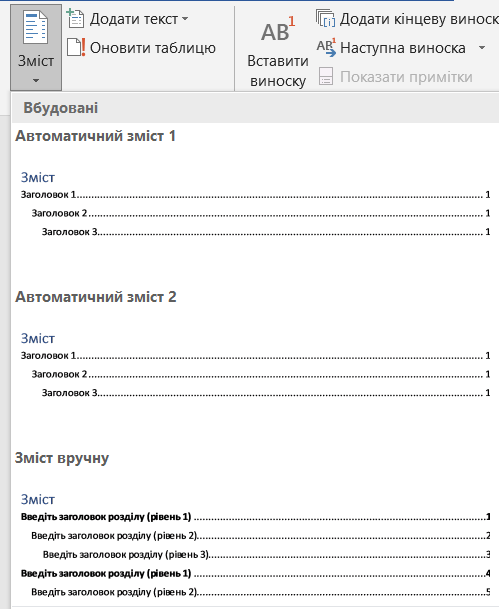 Зміст
Додати текст
Оновити таблицю
AB1
Вставити
виноску
[i] Додати кінцеву виноск
AB1 Наступна виноска
Показати примітки
Вбудовані
Автоматичний зміст 1
Зміст
Заголовок 1.......... 1
Заголовок 2.......... 1
Заголовок 3.......... 1
Автоматичний зміст 2
Зміст
Заголовок 1.......... 1
Заголовок 2.......... 1
Заголовок 3.......... 1
Зміст вручну
Зміст
Введіть заголовок розділу (рівень 1) .......... 1
Введіть заголовок розділу (рівень 2).......... 2
Введіть заголовок розділу (рівень 3).......... 3
Введіть заголовок розділу (рівень 1) .......... 4
Введіть заголовок розділу (рівень 2).......... 5